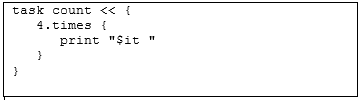 task count << {
   4.times {
      print "$it "
   }
}